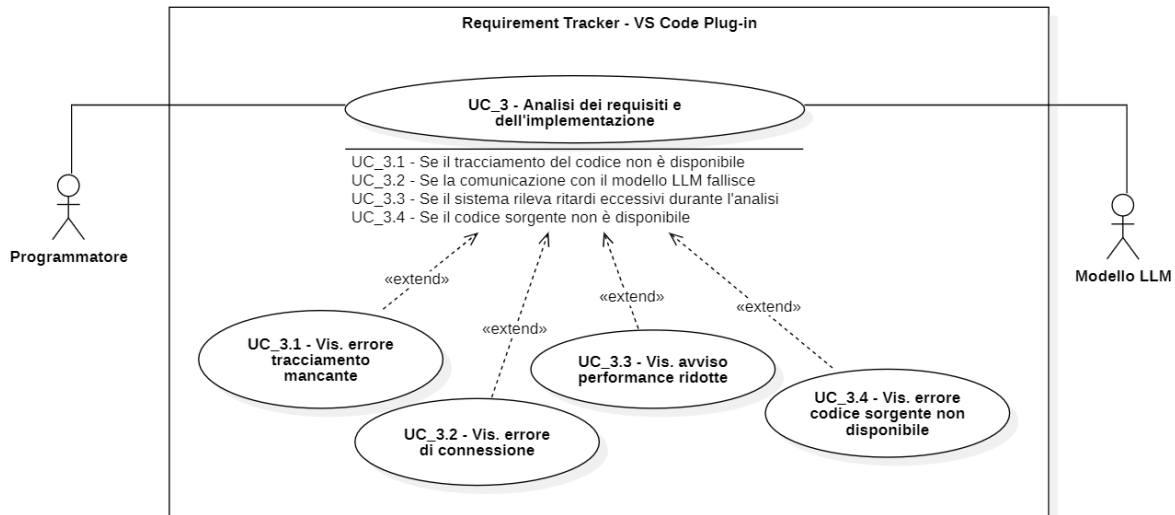 Requirement Tracker - VS Code Plug-in
UC_3 - Analisi dei requisiti e
dell'implementazione
UC_3.1 - Se il tracciamento del codice non è disponibile
UC_3.2 - Se la comunicazione con il modello LLM fallisce
UC_3.3 - Se il sistema rileva ritardi eccessivi durante l'analisi
UC_3.4 - Se il codice sorgente non è disponibile
Programmatore
Modello LLM
«extend»
«extend»
«extend»
«extend»
UC_3.1 - Vis. errore
tracciamento
mancante
UC_3.2 - Vis. errore
di connessione
UC_3.3 - Vis. avviso
performance ridotte
UC_3.4 - Vis. errore
codice sorgente non
disponibile